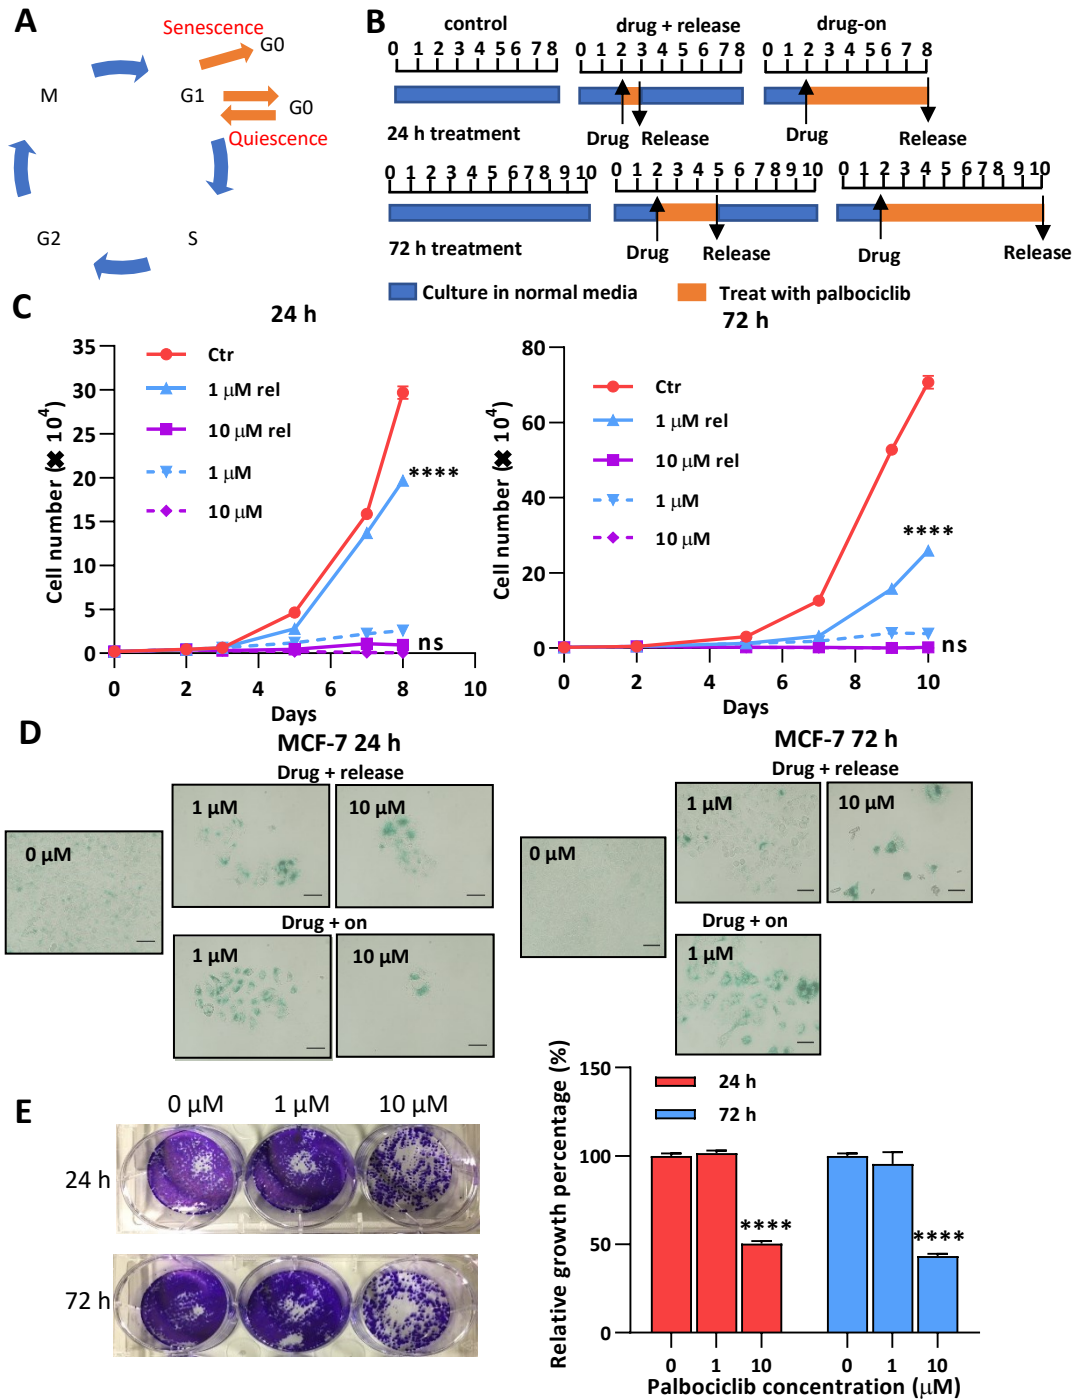 A
Senescence
G0
M
G1
G0
Quiescence
G2
S
B
control
drug + release
drug-on
0 1 2 3 4 5 6 7 8
0 1 2 3 4 5 6 7 8
0 1 2 3 4 5 6 7 8
24 h treatment
Drug
Release
Drug
Release
0 1 2 3 4 5 6 7 8 9 10
0 1 2 3 4 5 6 7 8 9 10
0 1 2 3 4 5 6 7 8 9 10
72 h treatment
Drug
Release
Drug
Release
Culture in normal media
Treat with palbociclib
C
24 h
Cell number (✖ 10⁴)
35
30
25
20
15
10
5
0
Ctr
1 μM rel
10 μM rel
1 μM
10 μM
****
ns
0 2 4 6 8 10
Days
72 h
Cell number (✖ 10⁴)
80
60
40
20
0
Ctr
1 μM rel
10 μM rel
1 μM
10 μM
****
ns
0 2 4 6 8 10
Days
D
MCF-7 24 h
Drug + release
0 μM
1 μM
10 μM
Drug + on
1 μM
10 μM
MCF-7 72 h
Drug + release
0 μM
1 μM
10 μM
Drug + on
1 μM
E
0 μM 1 μM 10 μM
24 h
72 h
Relative growth percentage (%)
150
100
50
0
24 h
72 h
****
****
0 1 10 0 1 10
Palbociclib concentration (μM)